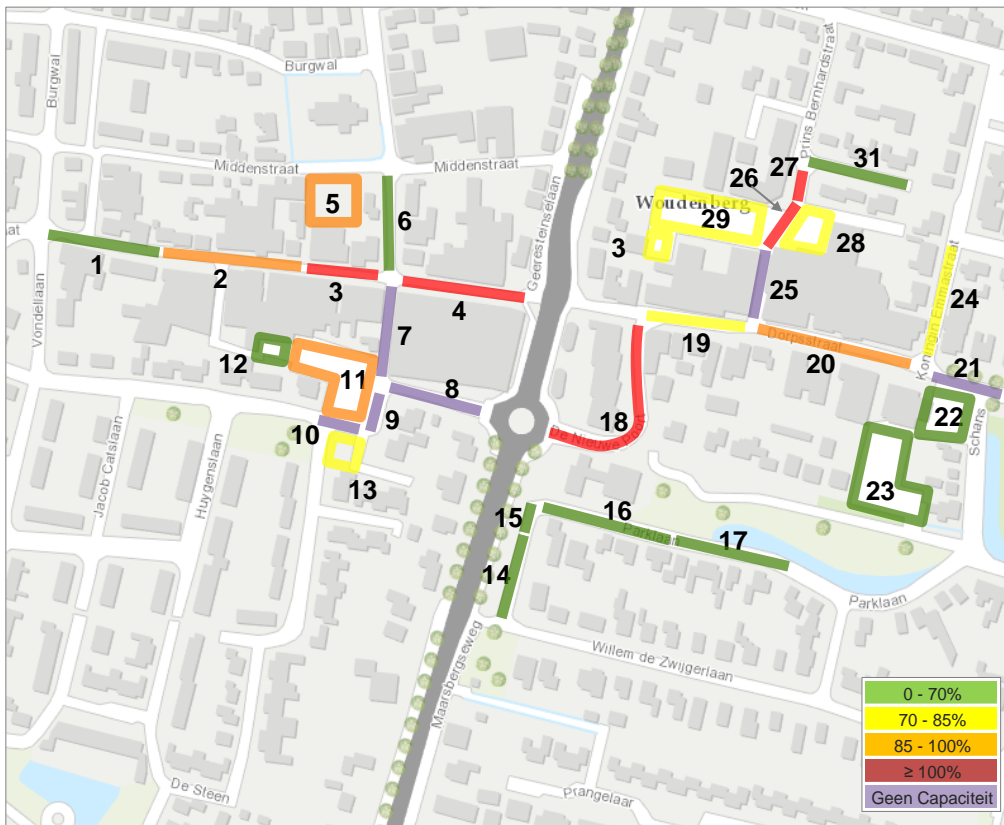 Burgwal
Burgwal
Middenstraat
Middenstraat
Prins Bernhardstraat
27
31
26
5
6
Woudenberg
29
28
3
Geeresteinselaan
aat
1
2
3
4
25
24
Koningin Emmastraat
Vondellaan
7
19
Dorpsstraat
20
21
12
11
8
22
10
9
18
De Nieuwe Poort
Schans
13
Jacob Catslaan
Huygenslaan
23
15
16
Parklaan
17
14
Parklaan
Maarsbergseweg
Willem de Zwijgerlaan
De Steen
Prangelaar
0 - 70%
70 - 85%
85 - 100%
≥ 100%
Geen Capaciteit